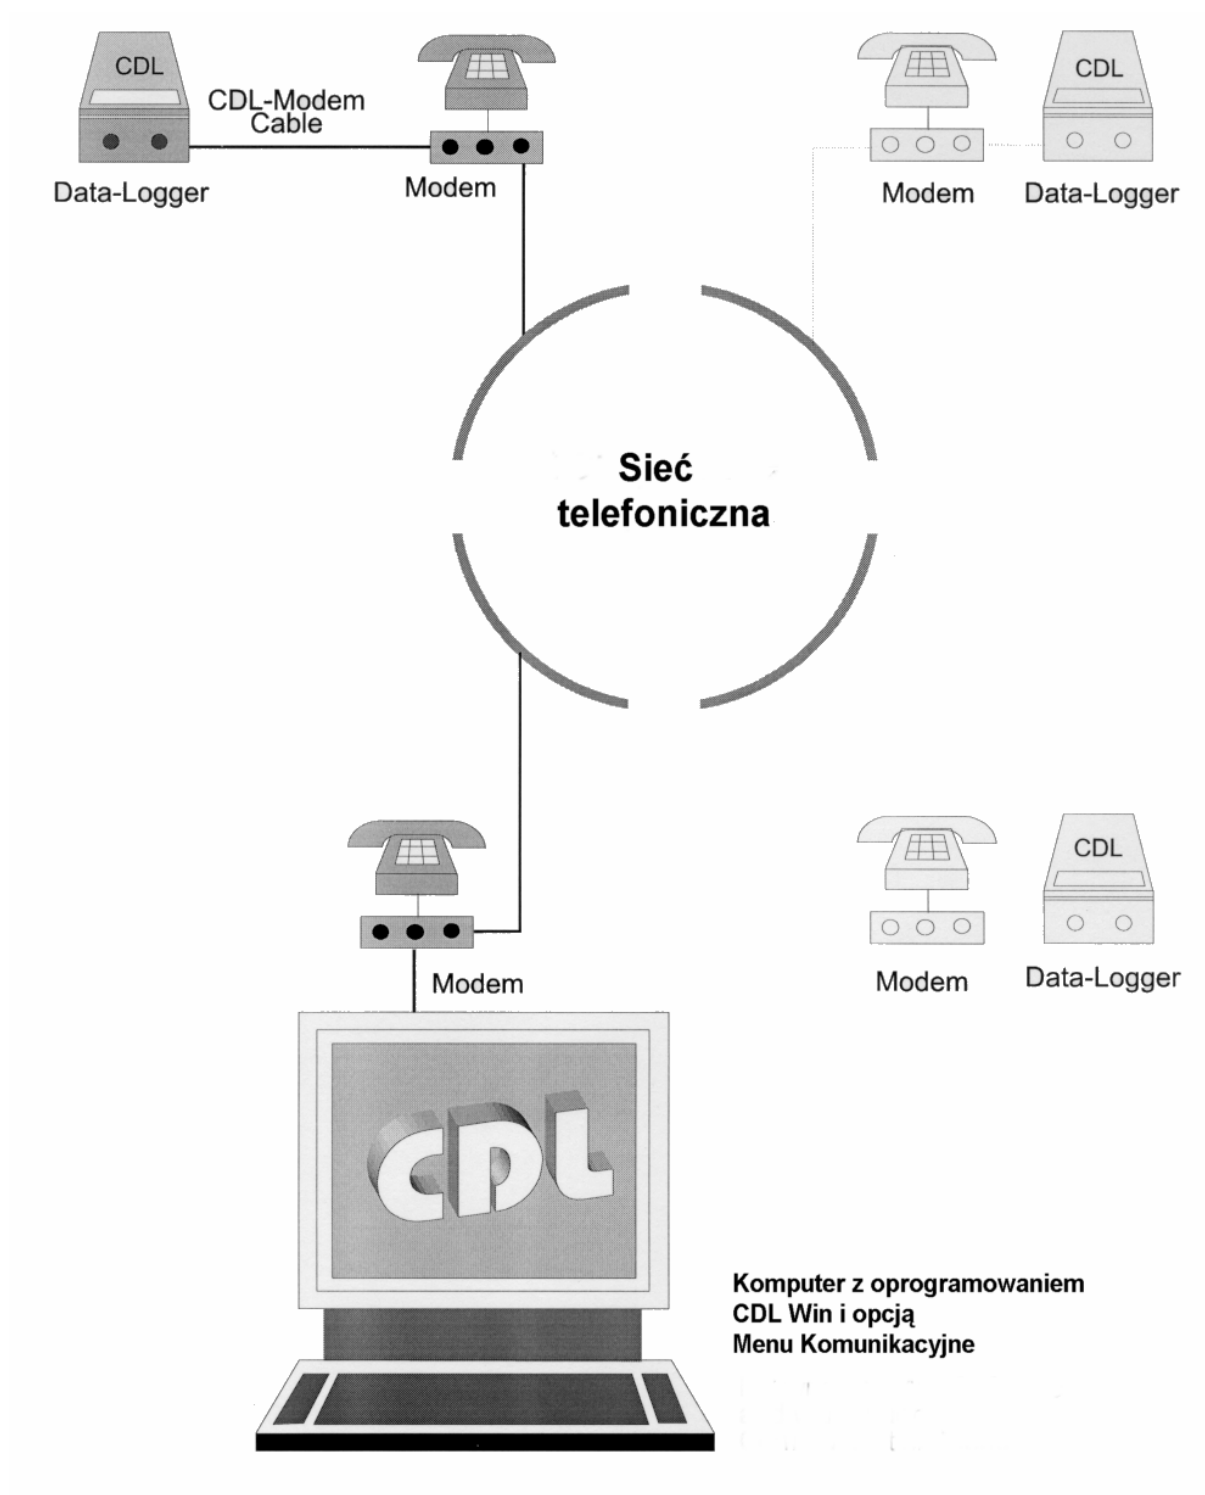 CDL
CDL-Modem
Cable
Data-Logger
Modem
CDL
Modem
Data-Logger
Sieć
telefoniczna
CDL
Modem
Modem
Data-Logger
CDL
Komputer z oprogramowaniem
CDL Win i opcją
Menu Komunikacyjne